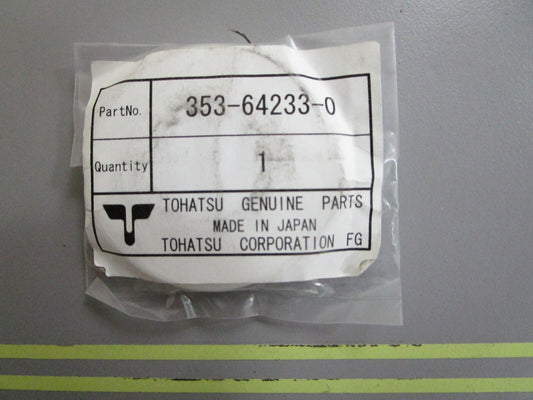 PartNo. 353-64233-0
Quantity 1
TOHATSU GENUINE PARTS
MADE IN JAPAN
TOHATSU CORPORATION FG